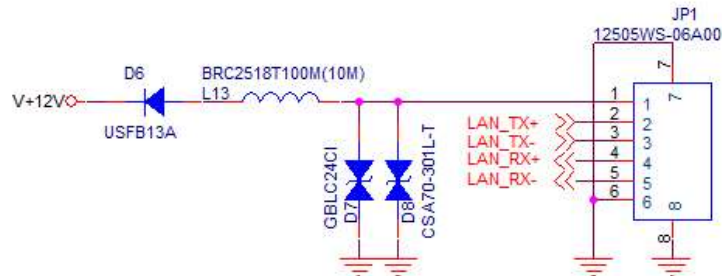 JP1
12505WS-06A00
D6
BRC2518T100M(10M)
L13
V+12V
USFB13A
7
7
1
1
LAN_TX+
2
2
LAN_TX-
3
3
LAN_RX+
4
4
LAN_RX-
5
5
6
6
GBLC24CI
D7
D8
CSA70-301L-T
8
8